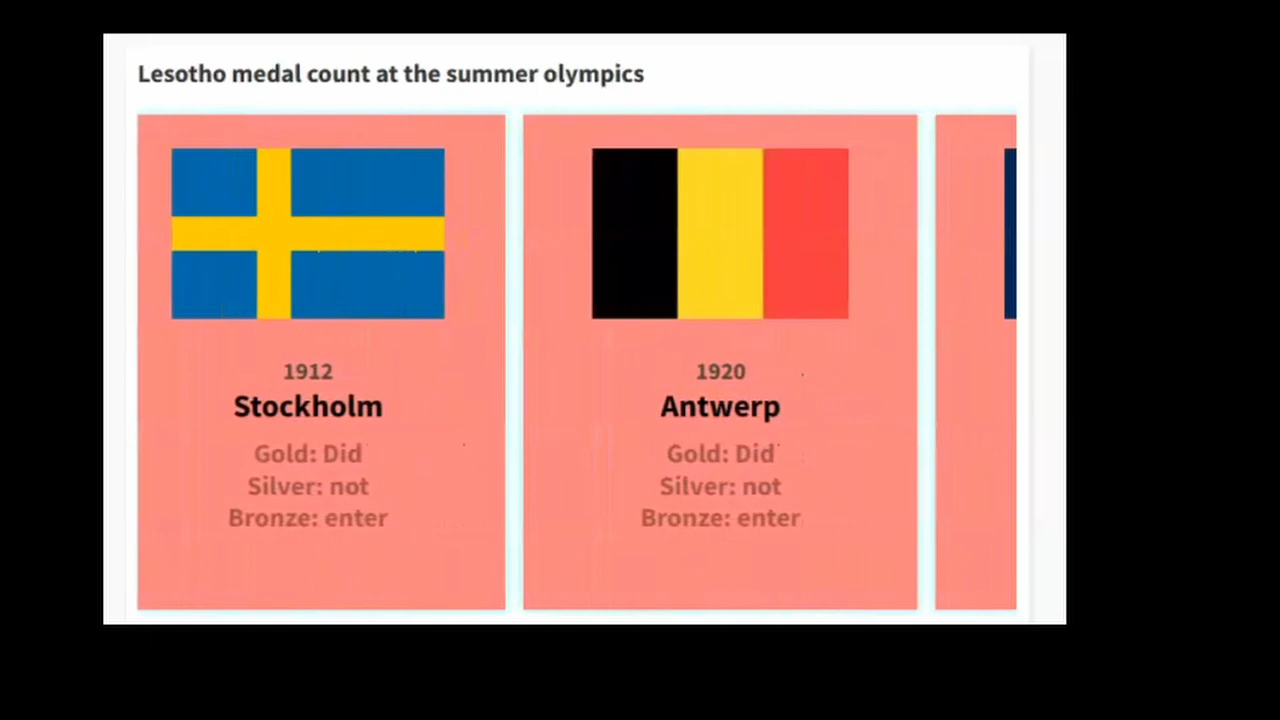 Lesotho medal count at the summer olympics
1912
Stockholm
Gold: Did
Silver: not
Bronze: enter
1920
Antwerp
Gold: Did
Silver: not
Bronze: enter